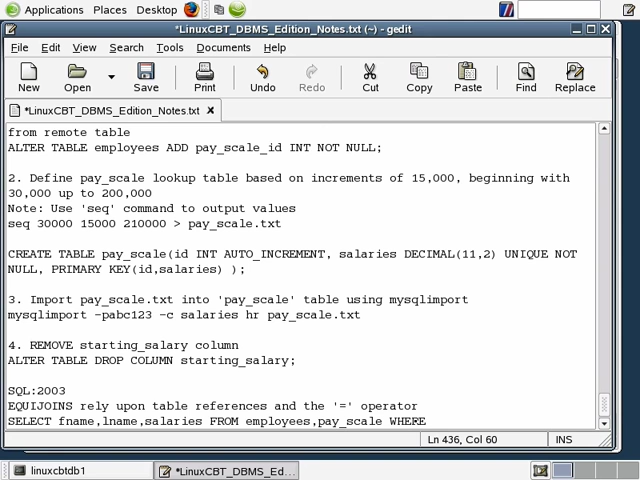 Applications Places Desktop
*LinuxCBT_DBMS_Edition_Notes.txt (~) - gedit
File Edit View Search Tools Documents Help
New Open Save Print Undo Redo Cut Copy Paste Find Replace
*LinuxCBT_DBMS_Edition_Notes.txt x
from remote table
ALTER TABLE employees ADD pay_scale_id INT NOT NULL;
2. Define pay_scale lookup table based on increments of 15,000, beginning with
30,000 up to 200,000
Note: Use 'seq' command to output values
seq 30000 15000 210000 > pay_scale.txt
CREATE TABLE pay_scale(id INT AUTO_INCREMENT, salaries DECIMAL(11,2) UNIQUE NOT
NULL, PRIMARY KEY(id,salaries) );
3. Import pay_scale.txt into 'pay_scale' table using mysqlimport
mysqlimport -pabc123 -c salaries hr pay_scale.txt
4. REMOVE starting_salary column
ALTER TABLE DROP COLUMN starting_salary;
SQL:2003
EQUIJOINS rely upon table references and the '=' operator
SELECT fname,lname,salaries FROM employees,pay_scale WHERE
Ln 436, Col 60 INS
linuxcbtdb1 *LinuxCBT_DBMS_Ed...